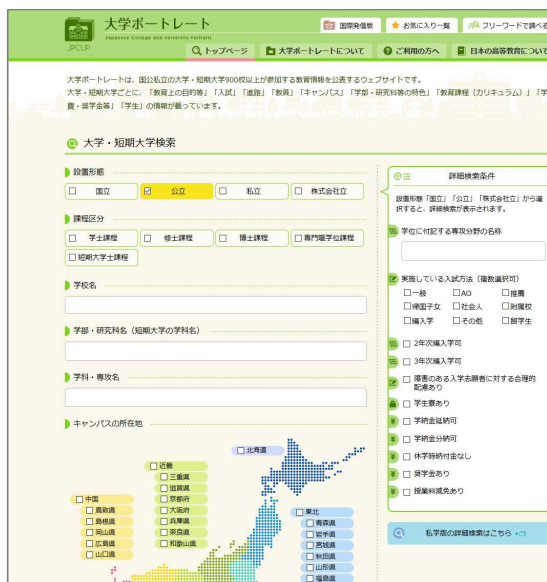 大学ポートレート
Japanese College and University Portraits
JPCUP
国際発信版
お気に入り一覧
フリーワードで調べる
トップページ
大学ポートレートについて
ご利用の方へ
日本の高等教育について
大学ポートレートは、国公私立の大学・短期大学900校以上が参加する教育情報を公表するウェブサイトです。
大学・短期大学ごとに、「教育上の目的等」「入試」「進路」「教員」「キャンパス」「学部・研究科等の特色」「教育課程（カリキュラム）」「学
費・奨学金等」「学生」の情報が載っています。
大学・短期大学検索
設置形態
国立
公立
私立
株式会社立
課程区分
学士課程
修士課程
博士課程
専門職学位課程
短期大学士課程
学校名
学部・研究科名（短期大学の学科名）
学科・専攻名
キャンパスの所在地
北海道
近畿
三重県
滋賀県
京都府
大阪府
兵庫県
奈良県
和歌山県
中国
鳥取県
島根県
岡山県
広島県
山口県
東北
青森県
岩手県
宮城県
秋田県
山形県
福島県
詳細検索条件
設置形態「国立」「公立」「株式会社立」から選
択すると、詳細検索が表示されます。
学位に付記する専攻分野の名称
実施している入試方法（複数選択可）
一般
AO
推薦
帰国子女
社会人
附属校
編入学
その他
留学生
2年次編入学可
3年次編入学可
障害のある入学志願者に対する合理的
配慮あり
学生寮あり
学納金延納可
学納金分納可
休学時納付金なし
奨学金あり
授業料減免あり
私学版の詳細検索はこちら